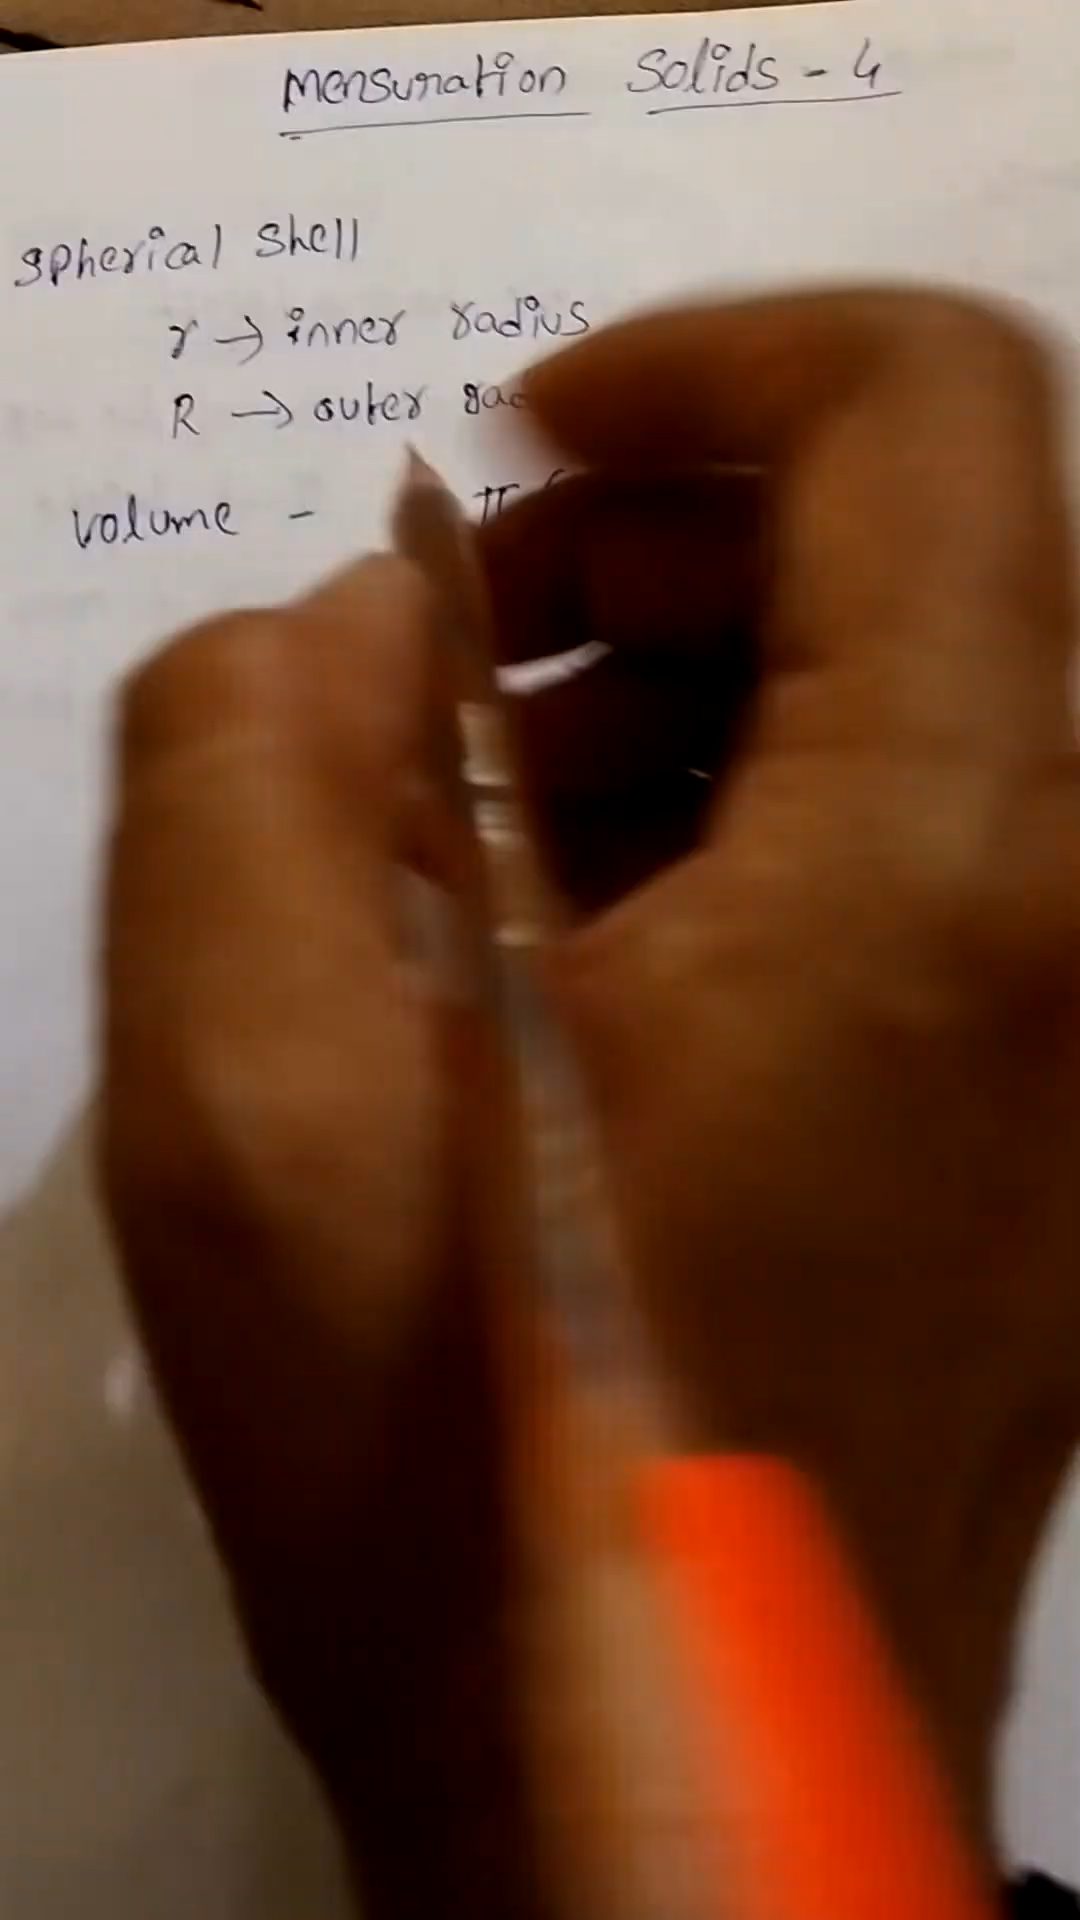 Mensuration Solids - 4
Spherical Shell
r → inner radius
R → outer
volume - π (